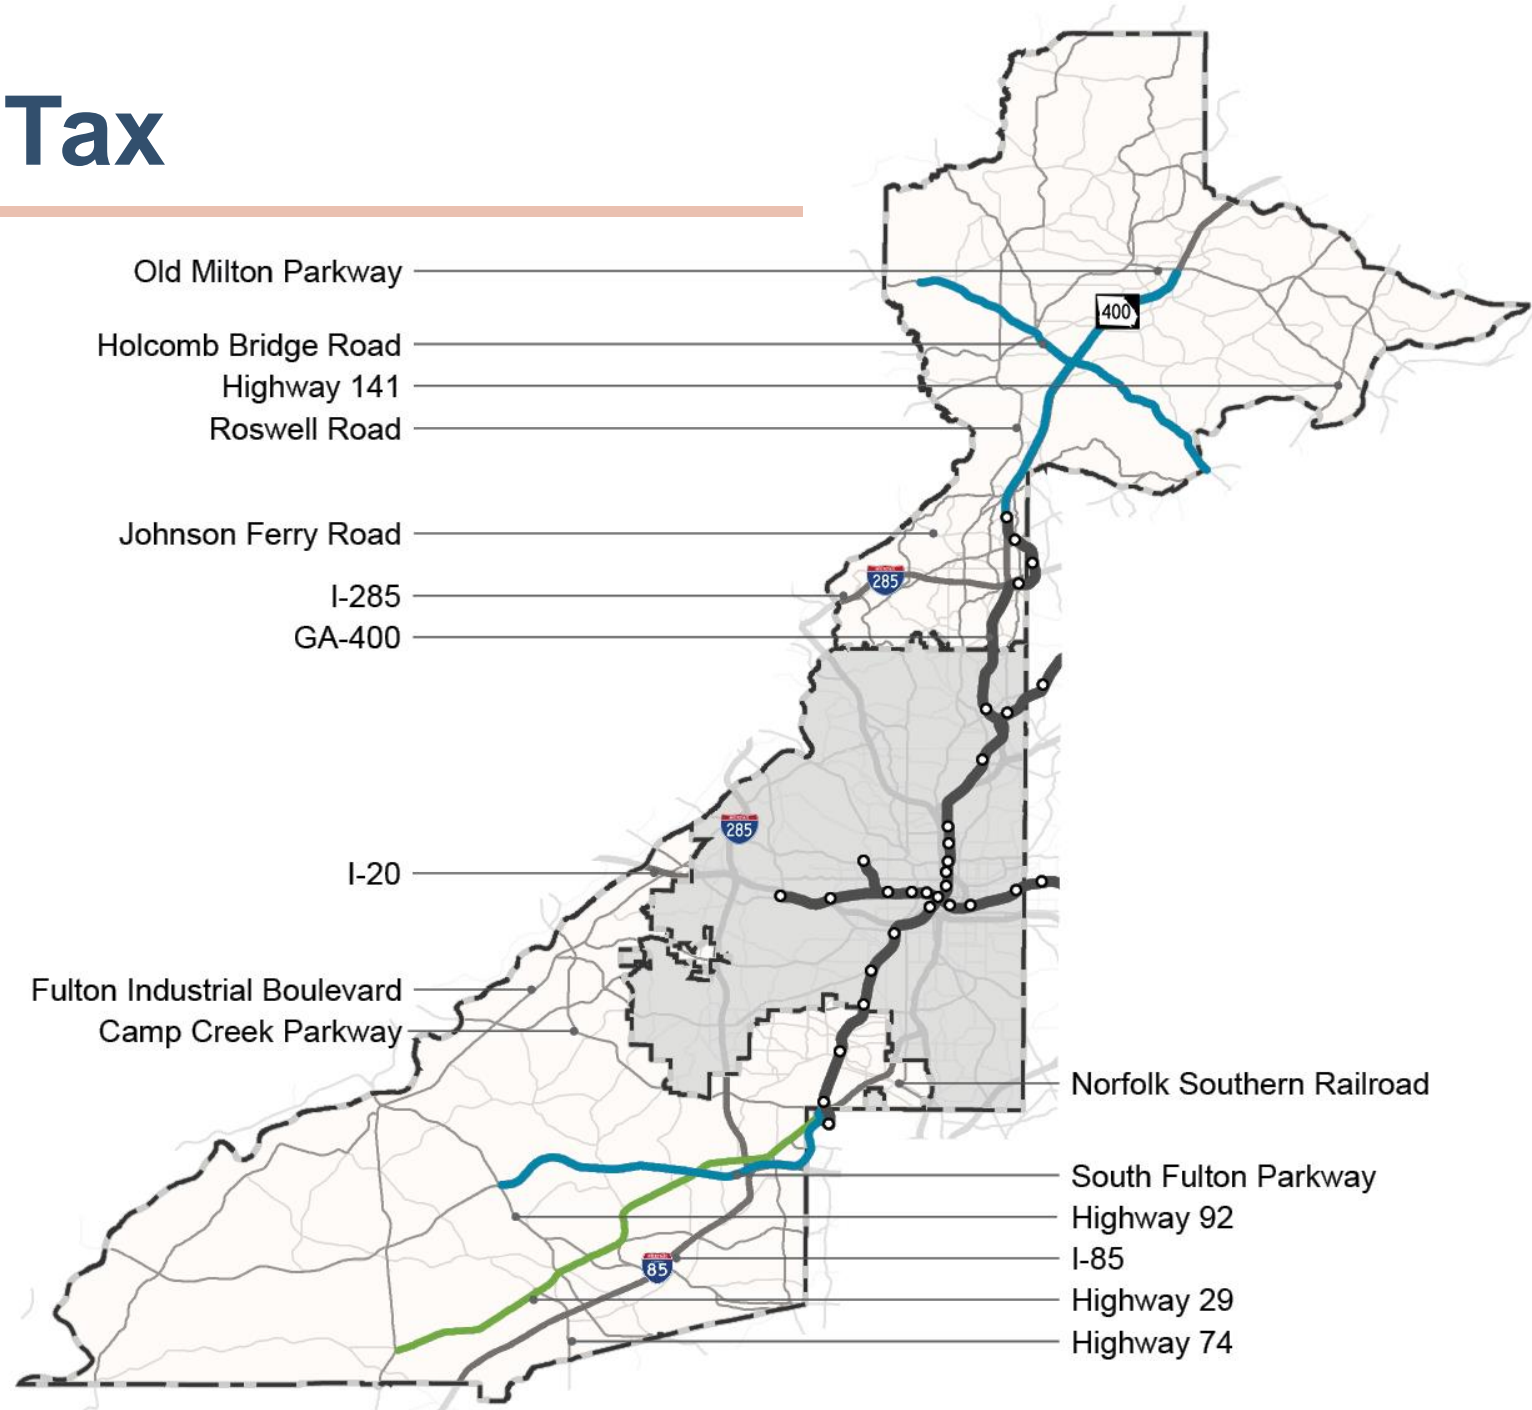 Tax
Old Milton Parkway
400
Holcomb Bridge Road
Highway 141
Roswell Road
Johnson Ferry Road
285
I-285
GA-400
285
I-20
Fulton Industrial Boulevard
Camp Creek Parkway
Norfolk Southern Railroad
South Fulton Parkway
Highway 92
I-85
85
Highway 29
Highway 74